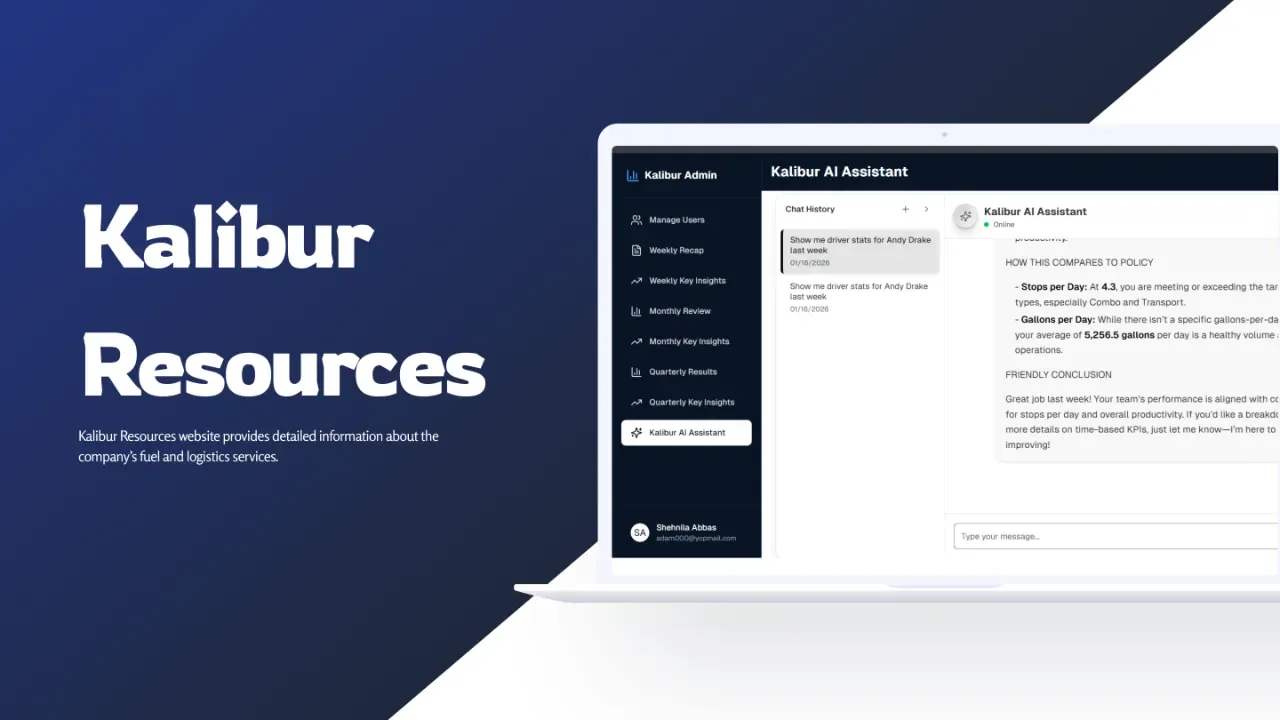 Kalibur
Resources
Kalibur Resources website provides detailed information about the
company's fuel and logistics services.
Kalibur Admin
Manage Users
Weekly Recap
Weekly Key Insights
Monthly Review
Monthly Key Insights
Quarterly Results
Quarterly Key Insights
Kalibur AI Assistant
SA
Shehnila Abbas
adam000@yopmail.com
Kalibur AI Assistant
Chat History
Show me driver stats for Andy Drake
last week
01/16/2026
Show me driver stats for Andy Drake
last week
01/16/2026
Kalibur AI Assistant
Online
productivity.
HOW THIS COMPARES TO POLICY
- Stops per Day: At 4.3, you are meeting or exceeding the tar
types, especially Combo and Transport.
- Gallons per Day: While there isn't a specific gallons-per-da
your average of 5,256.5 gallons per day is a healthy volume
operations.
FRIENDLY CONCLUSION
Great job last week! Your team's performance is aligned with co
for stops per day and overall productivity. If you'd like a breakdo
more details on time-based KPIs, just let me know—I'm here to
improving!
Type your message...